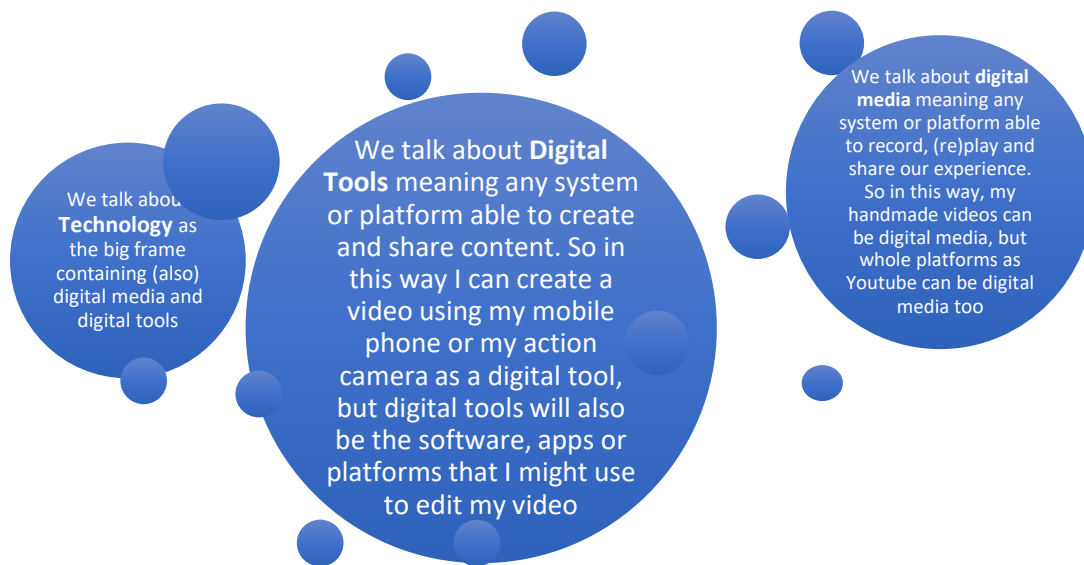 We talk about
Technology as
the big frame
containing (also)
digital media and
digital tools
We talk about Digital
Tools meaning any system
or platform able to create
and share content. So in
this way I can create a
video using my mobile
phone or my action
camera as a digital tool,
but digital tools will also
be the software, apps or
platforms that I might use
to edit my video
We talk about digital
media meaning any
system or platform able
to record, (re)play and
share our experience.
So in this way, my
handmade videos can
be digital media, but
whole platforms as
Youtube can be digital
media too